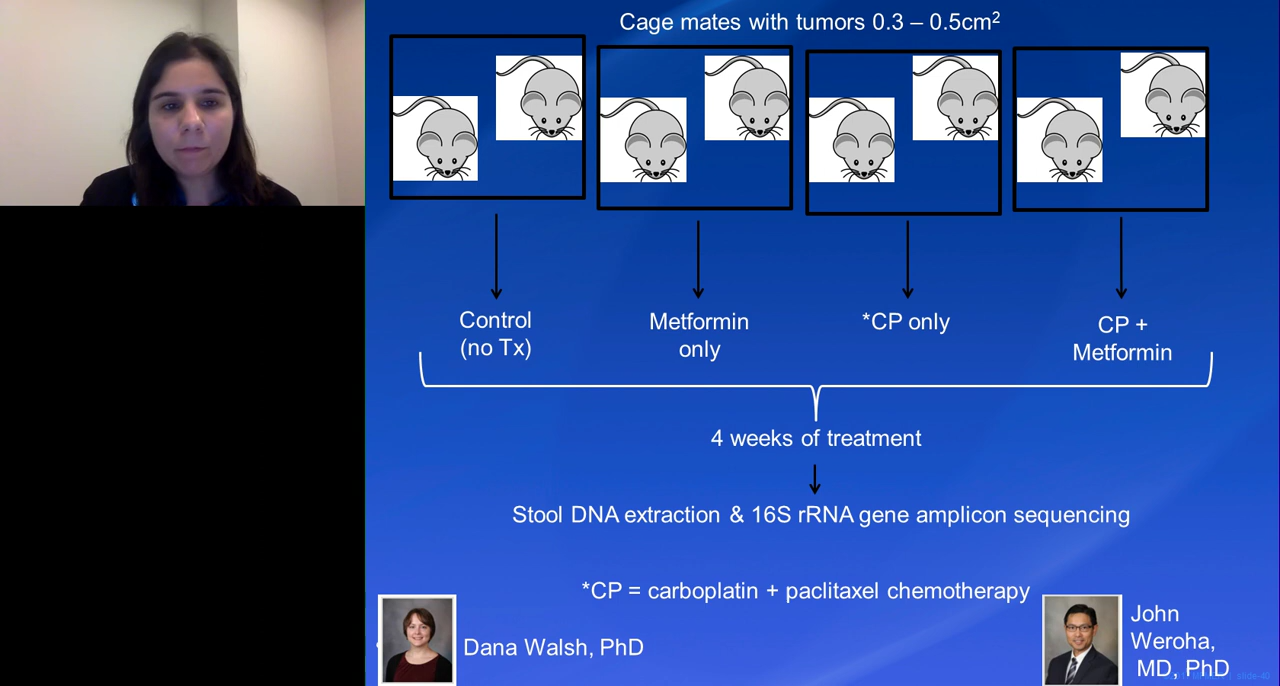 Cage mates with tumors 0.3 – 0.5cm²
Control
(no Tx)
Metformin
only
*CP only
CP +
Metformin
4 weeks of treatment
Stool DNA extraction & 16S rRNA gene amplicon sequencing
*CP = carboplatin + paclitaxel chemotherapy
Dana Walsh, PhD
John
Weroha,
MD, PhD
slide-40